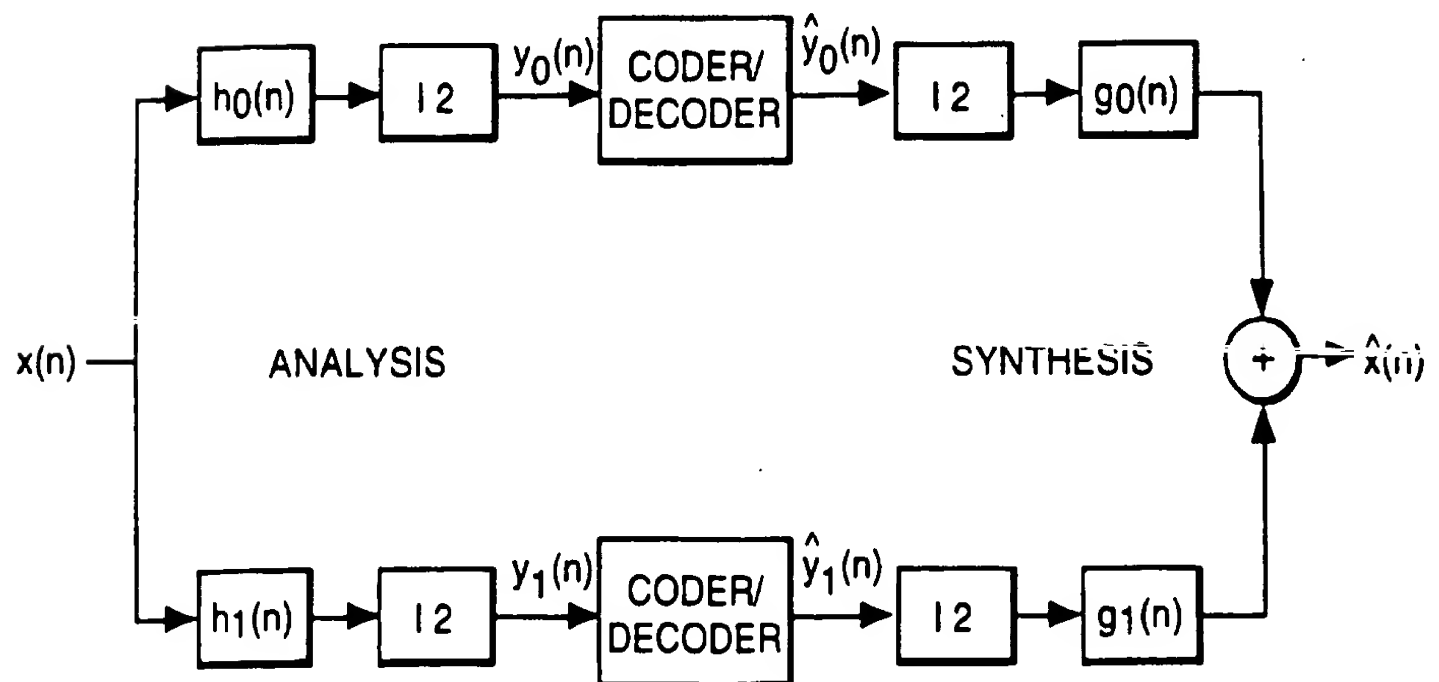 h0(n)
I 2
y0(n)
CODER/
DECODER
ŷ0(n)
I 2
g0(n)
x(n)
ANALYSIS
SYNTHESIS
+
x̂(n)
h1(n)
I 2
y1(n)
CODER/
DECODER
ŷ1(n)
I 2
g1(n)